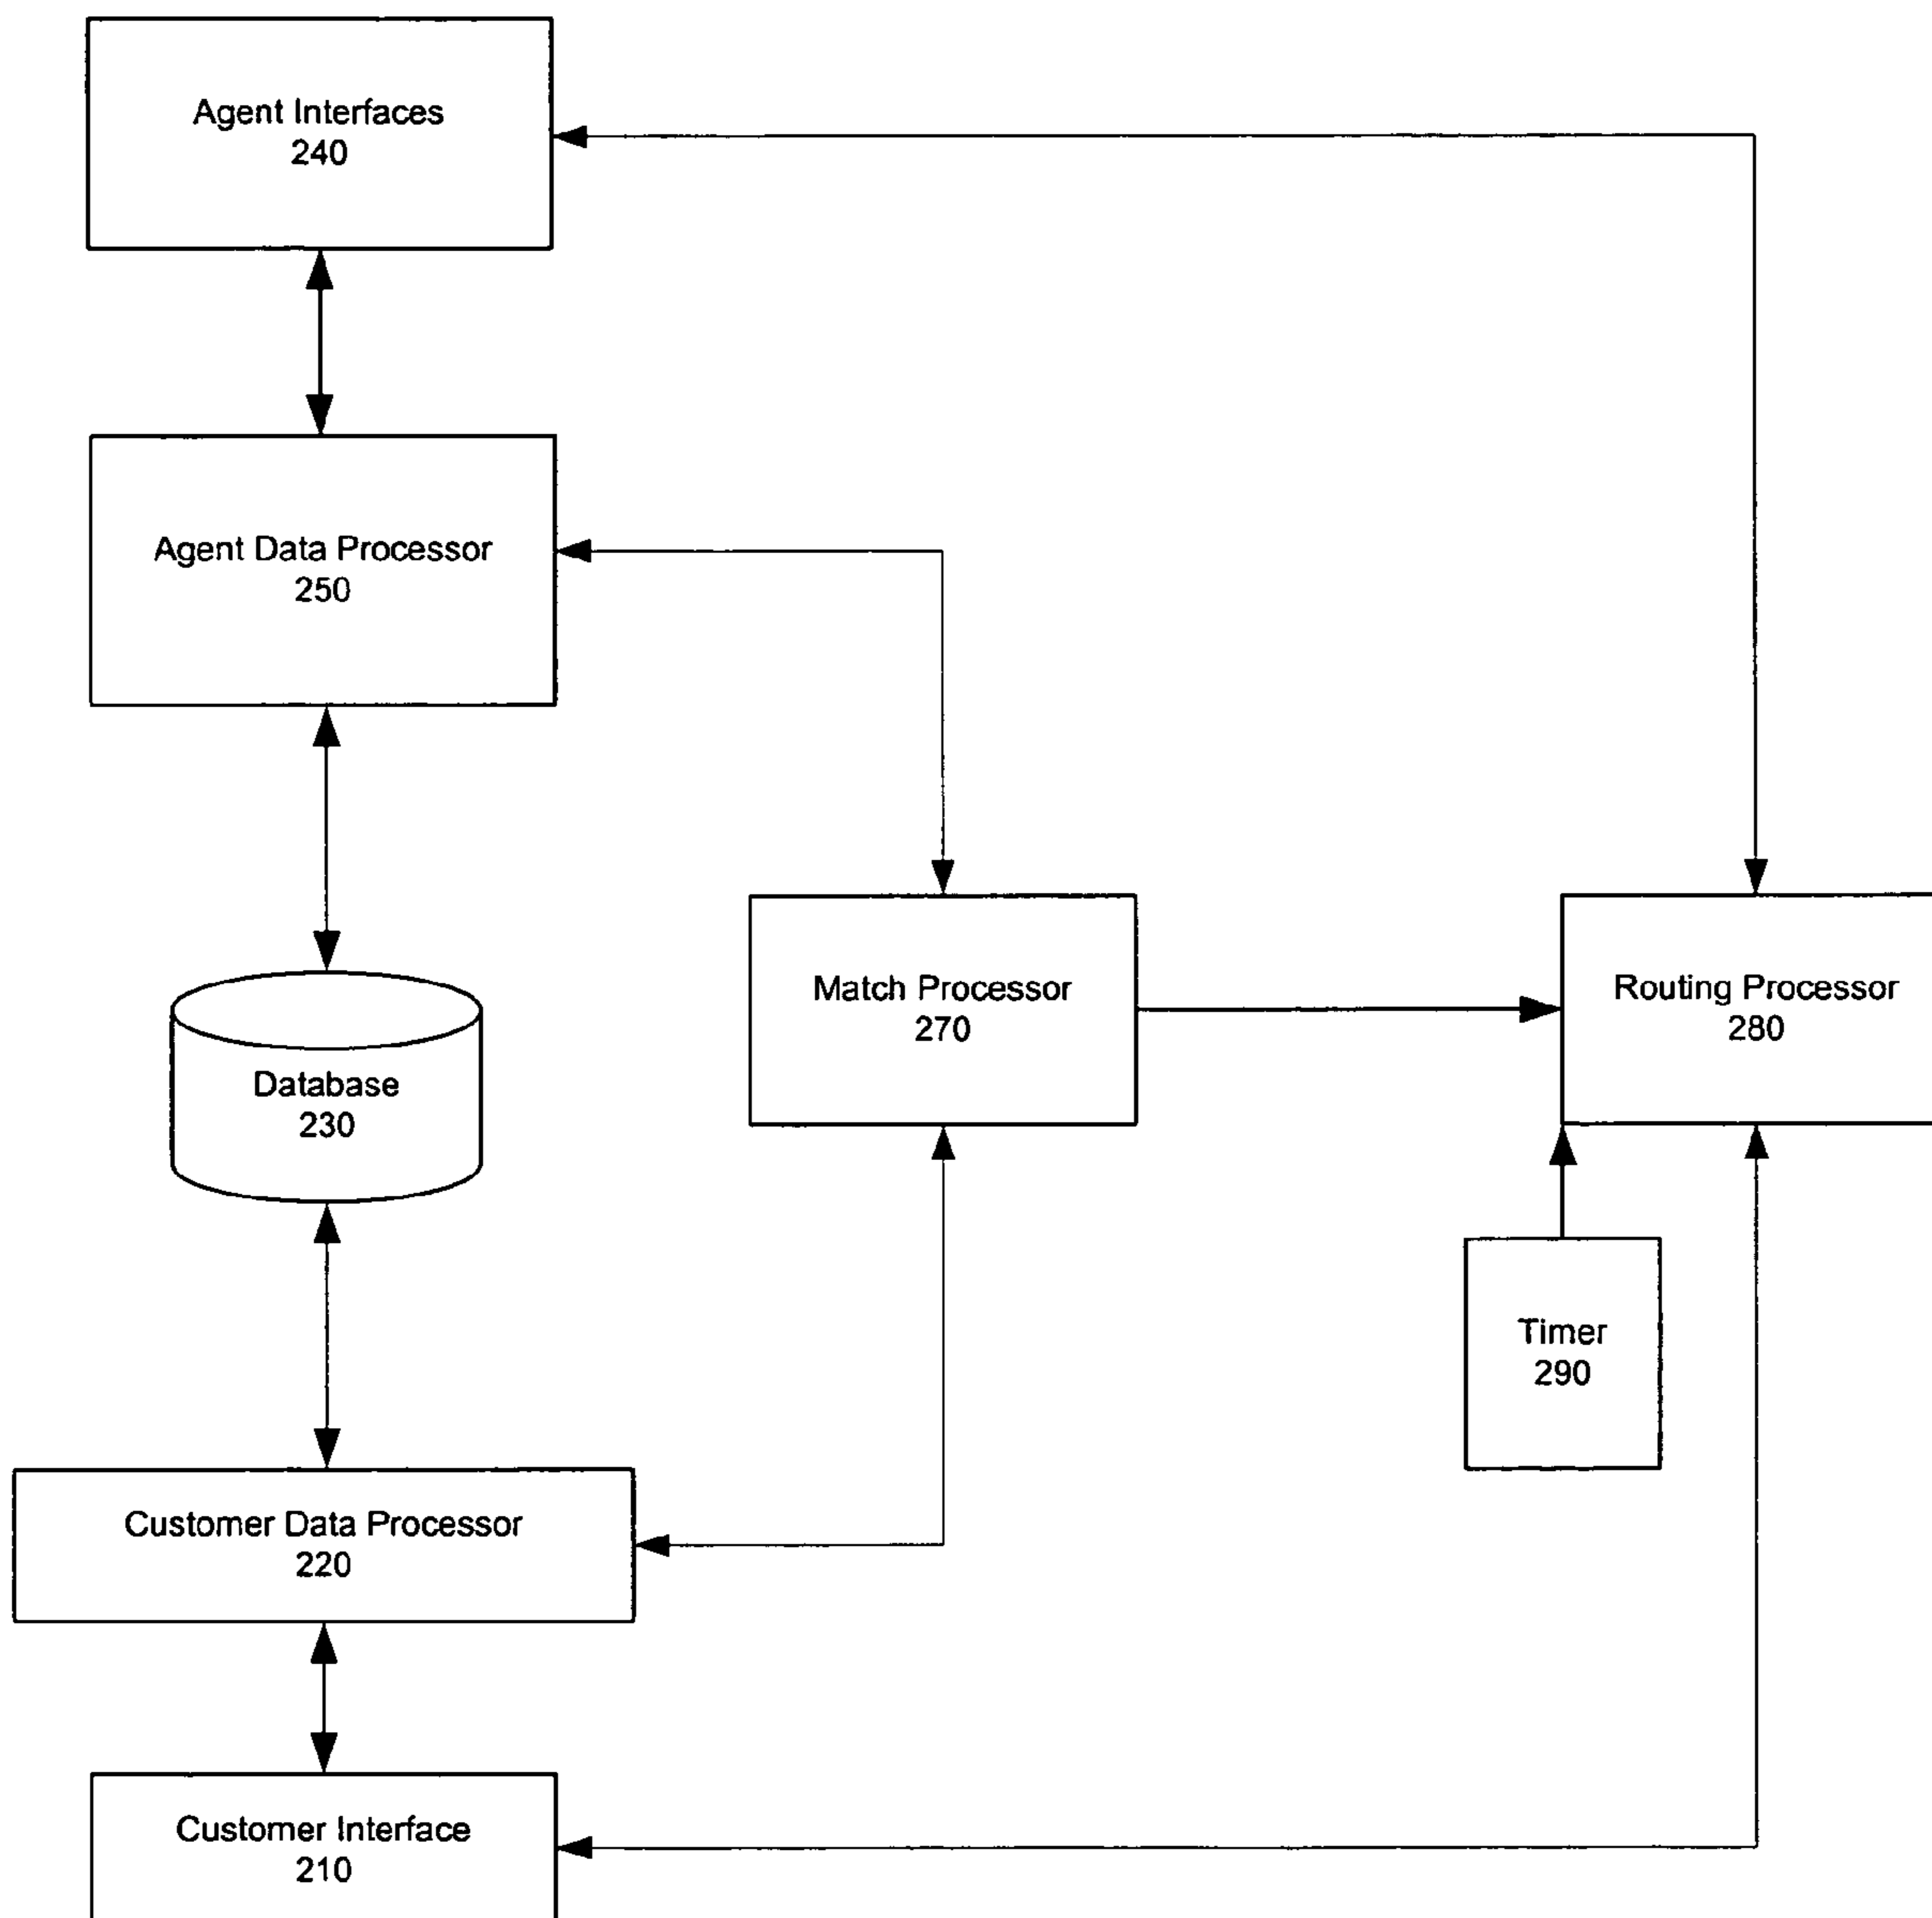 Agent Interfaces
240
Agent Data Processor
250
Match Processor
270
Routing Processor
280
Database
230
Timer
290
Customer Data Processor
220
Customer Interface
210